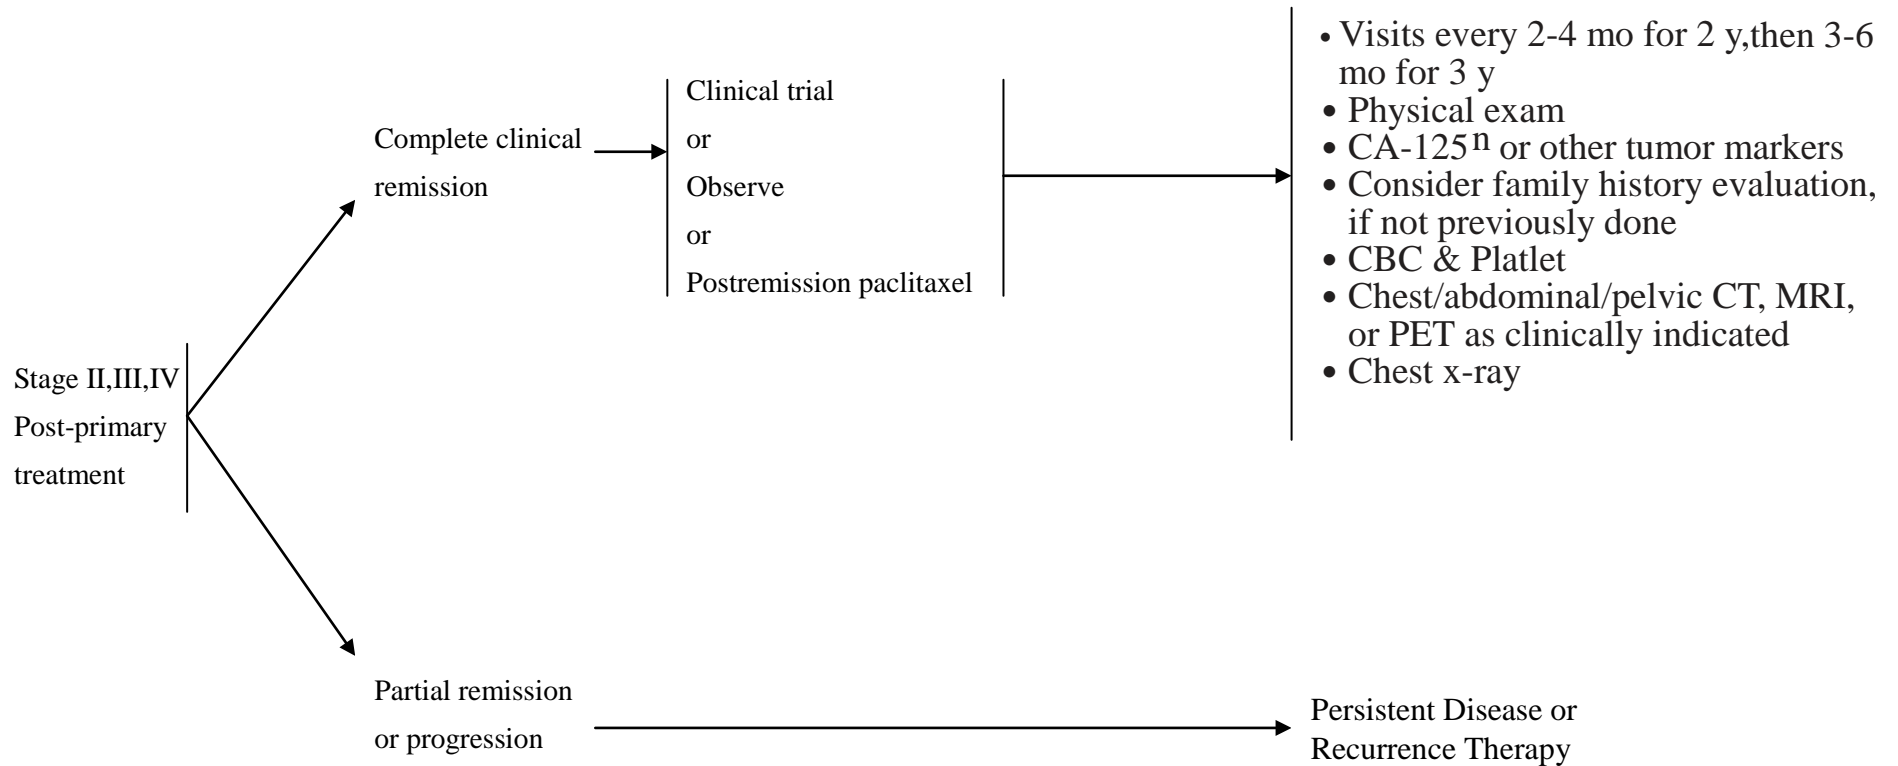 Stage II,III,IV
Post-primary
treatment
Complete clinical
remission
Clinical trial
or
Observe
or
Postremission paclitaxel
• Visits every 2-4 mo for 2 y,then 3-6
mo for 3 y
• Physical exam
• CA-125ⁿ or other tumor markers
• Consider family history evaluation,
if not previously done
• CBC & Platlet
• Chest/abdominal/pelvic CT, MRI,
or PET as clinically indicated
• Chest x-ray
Partial remission
or progression
Persistent Disease or
Recurrence Therapy